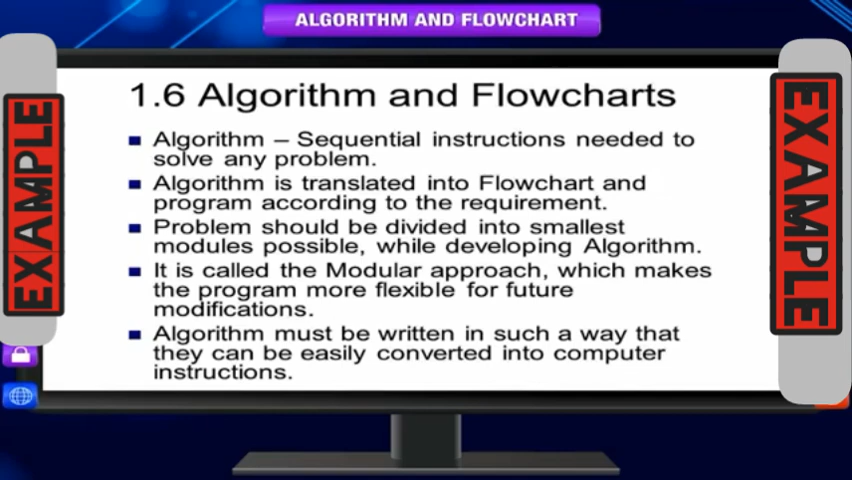 ALGORITHM AND FLOWCHART
EXAMPLE
EXAMPLE
1.6 Algorithm and Flowcharts
Algorithm – Sequential instructions needed to
solve any problem.
Algorithm is translated into Flowchart and
program according to the requirement.
Problem should be divided into smallest
modules possible, while developing Algorithm.
It is called the Modular approach, which makes
the program more flexible for future
modifications.
Algorithm must be written in such a way that
they can be easily converted into computer
instructions.